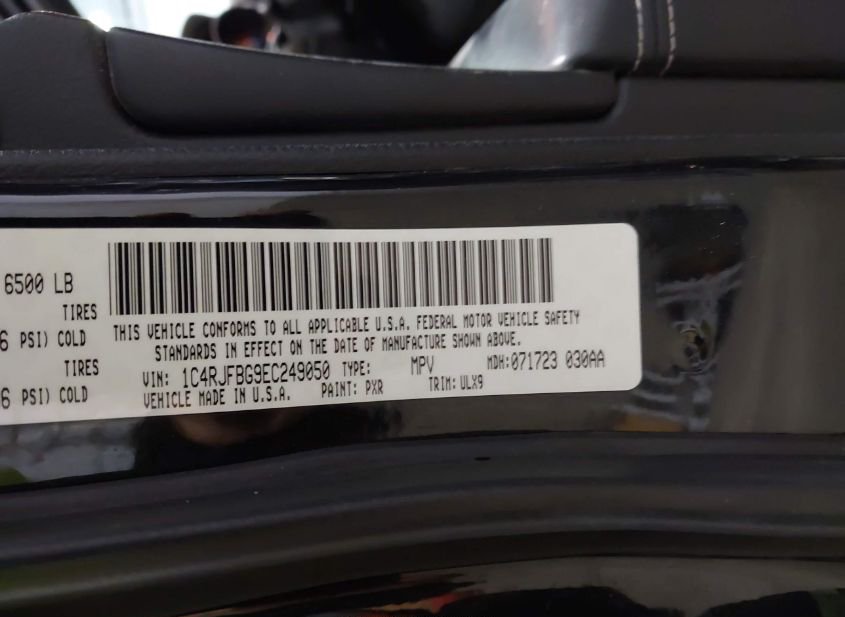 6500 LB
TIRES
6 PSI) COLD
TIRES
6 PSI) COLD
THIS VEHICLE CONFORMS TO ALL APPLICABLE U.S.A. FEDERAL MOTOR VEHICLE SAFETY
STANDARDS IN EFFECT ON THE DATE OF MANUFACTURE SHOWN ABOVE.
VIN: 1C4RJFBG9EC249050 TYPE: MPV MDH:071723 030AA
VEHICLE MADE IN U.S.A. PAINT: PXR TRIM: ULX9